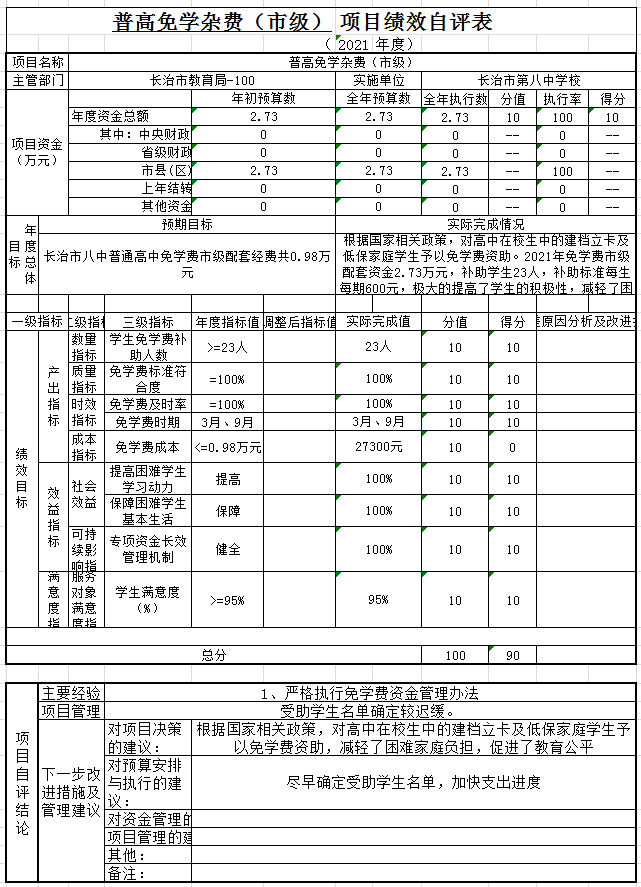 普高免学杂费（市级） 项目绩效自评表
（ 2021 年度）
项目名称 普高免学杂费（市级）
主管部门 长治市教育局-100 实施单位 长治市第八中学校
项目资金（万元） 年初预算数 全年预算数 全年执行数 分值 执行率 得分
年度资金总额 2.73 2.73 2.73 10 100 10
其中：中央财政 0 0 0 -- 0 --
省级财政 0 0 0 -- 0 --
市县(区) 2.73 2.73 2.73 -- 100 --
上年结转 0 0 0 -- 0 --
其他资金 0 0 0 -- 0 --
年度总体目标 预期目标 实际完成情况
长治市八中普通高中免学费市级配套经费共0.98万元
根据国家相关政策，对高中在校生中的建档立卡及
低保家庭学生予以免学费资助。2021年免学费市级
配套资金2.73万元，补助学生23人，补助标准每生
每期600元，极大的提高了学生的积极性，减轻了困
一级指标 二级指标 三级指标 年度指标值 调整后指标值 实际完成值 分值 得分 差原因分析及改进
绩效目标 产出指标 数量指标 学生免学费补助人数 >=23人 23人 10 10
质量指标 免学费标准符合度 =100% 100% 10 10
时效指标 免学费及时率 =100% 100% 10 10
免学费时期 3月、9月 3月、9月 10 10
成本指标 免学费成本 <=0.98万元 27300元 10 0
效益指标 社会效益 提高困难学生学习动力 提高 100% 10 10
保障困难学生基本生活 保障 100% 10 10
可持续影响指 专项资金长效管理机制 健全 100% 10 10
满意度指 服务对象满意度指 学生满意度（%） >=95% 95% 10 10
总分 100 90
项目自评结论 主要经验 1、严格执行免学费资金管理办法
项目管理 受助学生名单确定较迟缓。
下一步改进措施及管理建议 对项目决策的建议： 根据国家相关政策，对高中在校生中的建档立卡及低保家庭学生予
以免学费资助，减轻了困难家庭负担，促进了教育公平
对预算安排与执行的建议： 尽早确定受助学生名单，加快支出进度
对资金管理的
项目管理的建
其他：
备注：